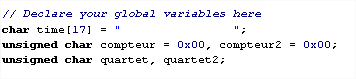 // Declare your global variables here
char time[17] = "                ";
unsigned char compteur = 0x00, compteur2 = 0x00;
unsigned char quartet, quartet2;